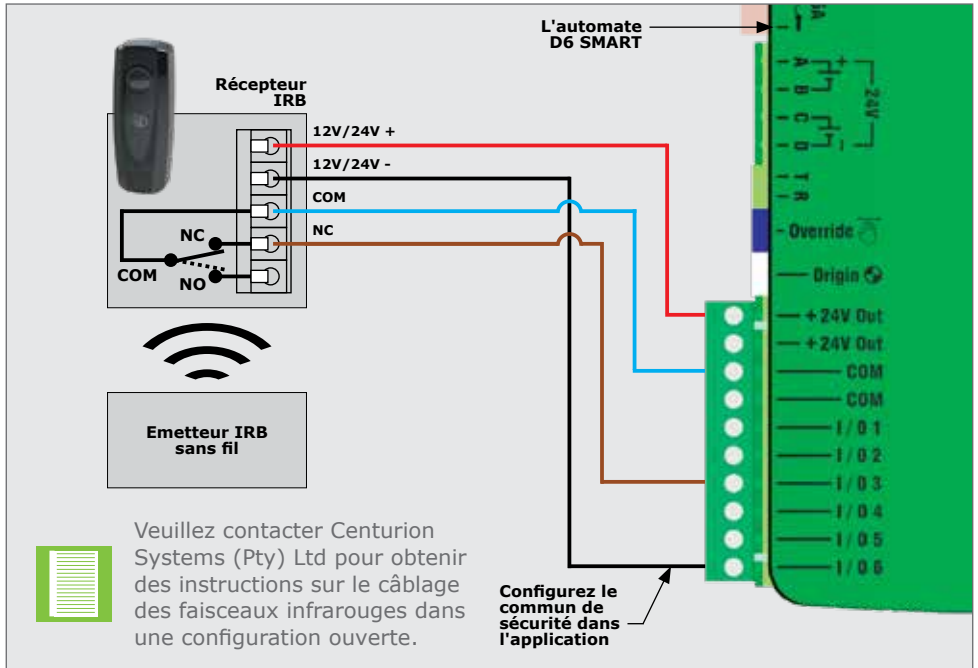 L'automate
D6 SMART
Récepteur
IRB
12V/24V +
12V/24V -
COM
NC
NC
COM
NO
Emetteur IRB
sans fil
Veuillez contacter Centurion
Systems (Pty) Ltd pour obtenir
des instructions sur le câblage
des faisceaux infrarouges dans
une configuration ouverte.
Configurez le
commun de
sécurité dans
l'application
A
+
B
24V
C
D
-
T
R
Override
Origin
+24V Out
+24V Out
COM
COM
I/O 1
I/O 2
I/O 3
I/O 4
I/O 5
I/O 6